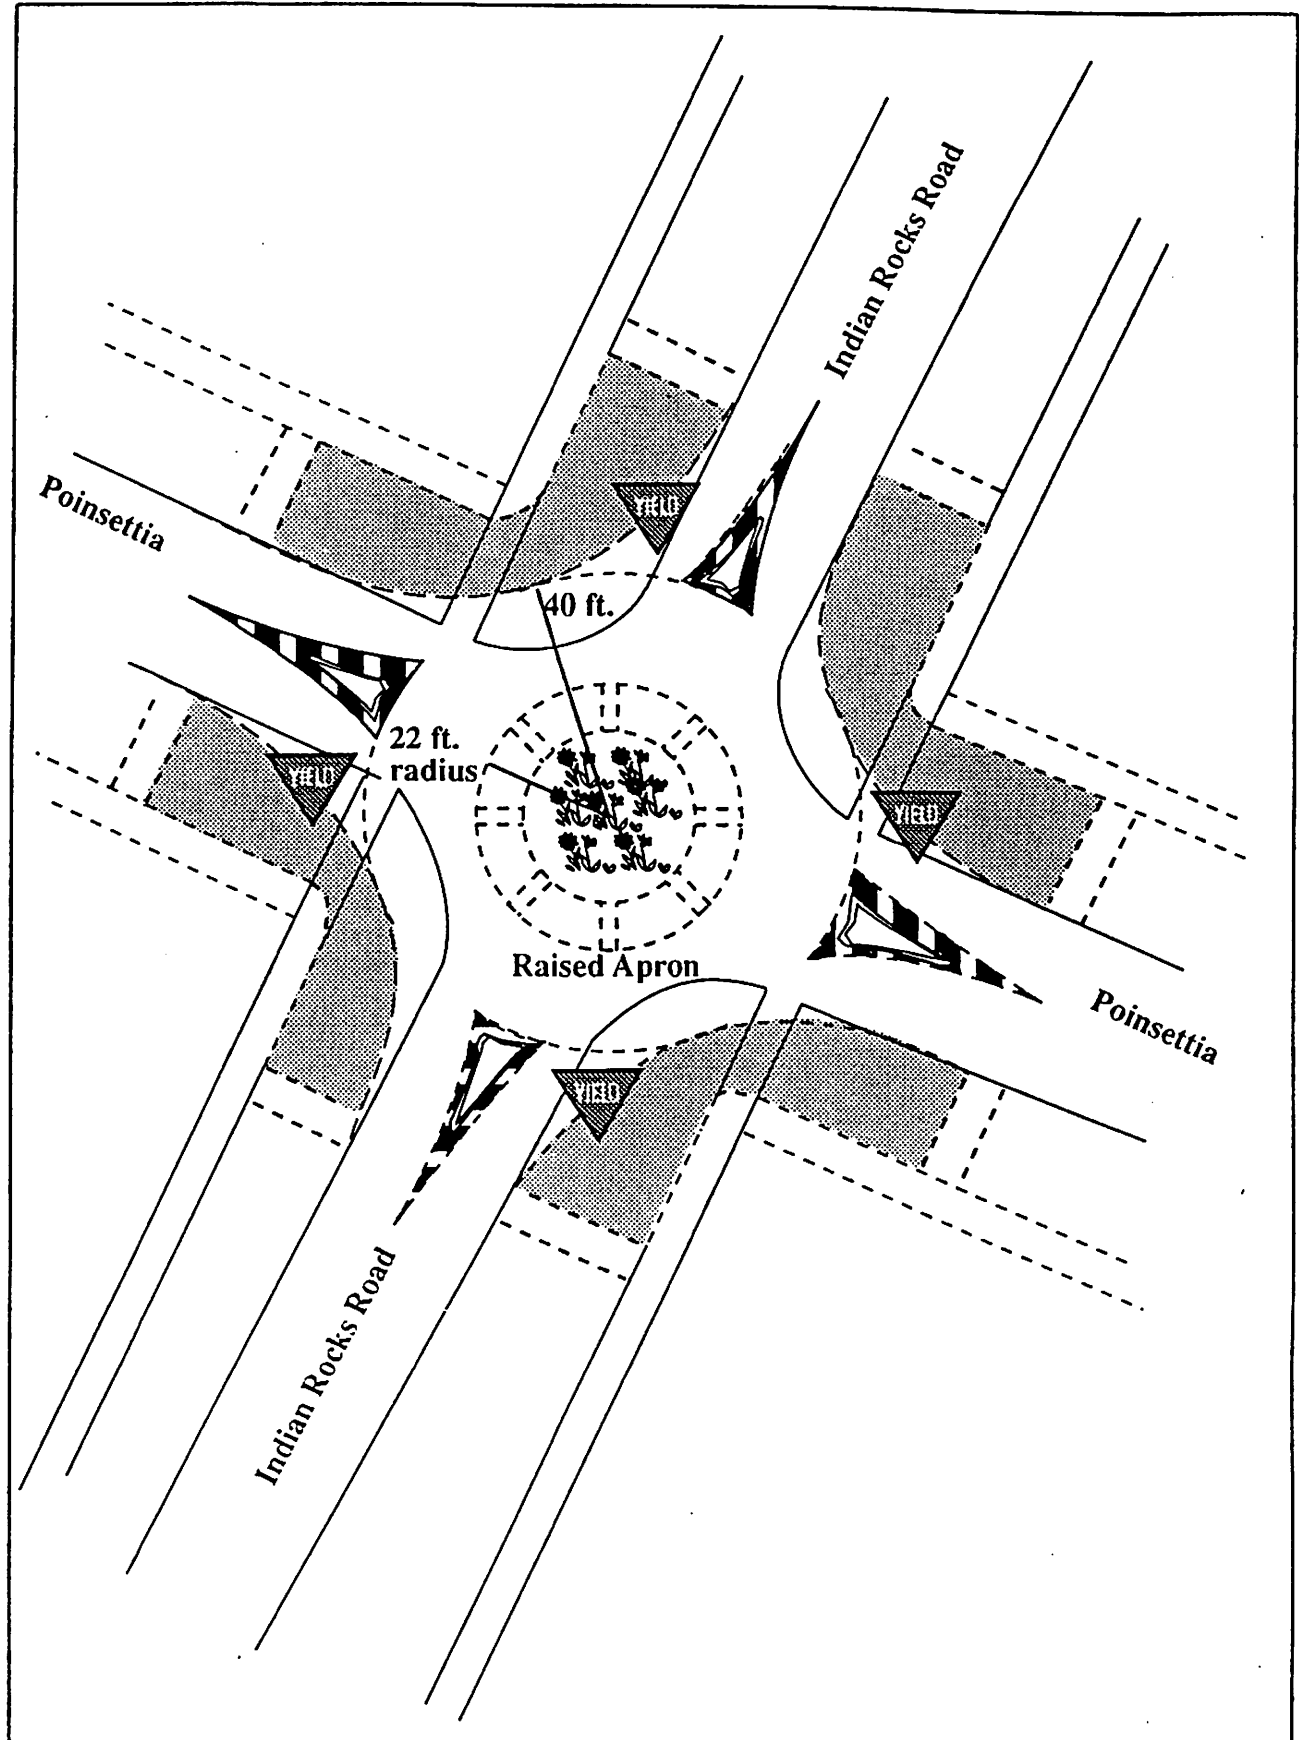 Indian Rocks Road
Poinsettia
YIELD
40 ft.
22 ft.
radius
YIELD
YIELD
Raised Apron
Poinsettia
YIELD
Indian Rocks Road